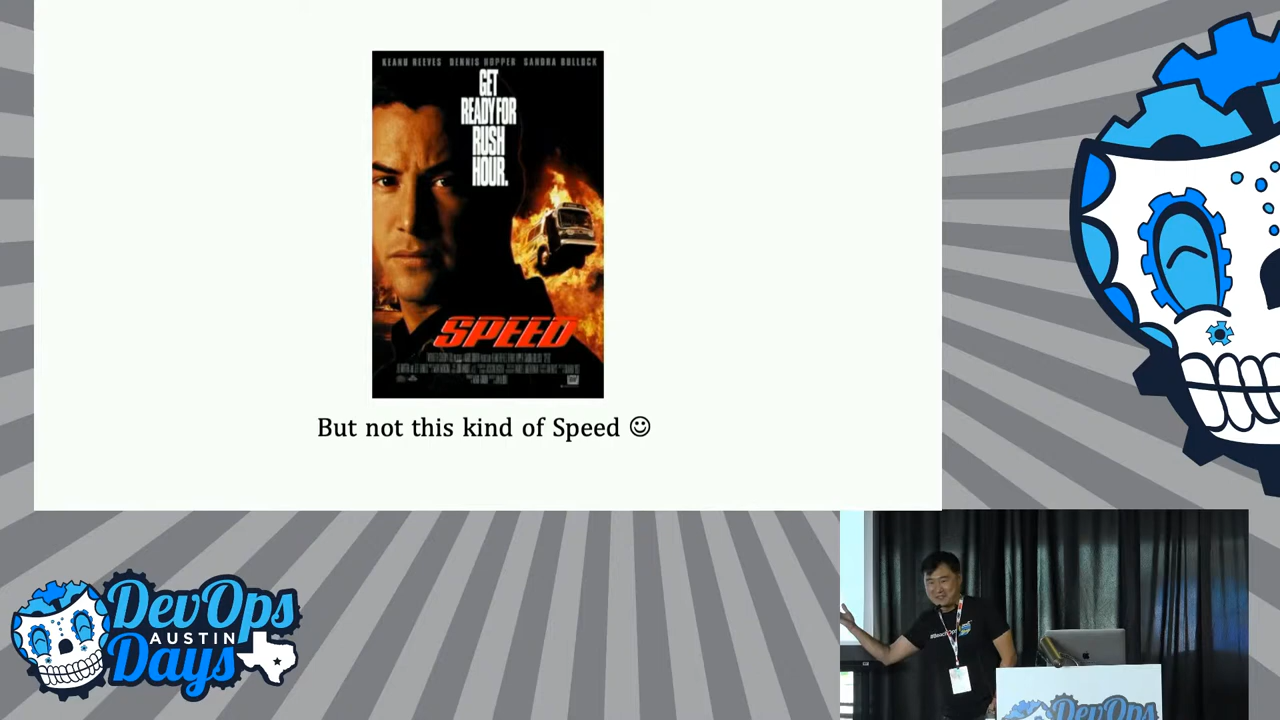 KEANU REEVES DENNIS HOPPER SANDRA BULLOCK
GET
READY FOR
RUSH
HOUR.
SPEED
But not this kind of Speed ☺
DevOps
AUSTIN
Days
DevOps